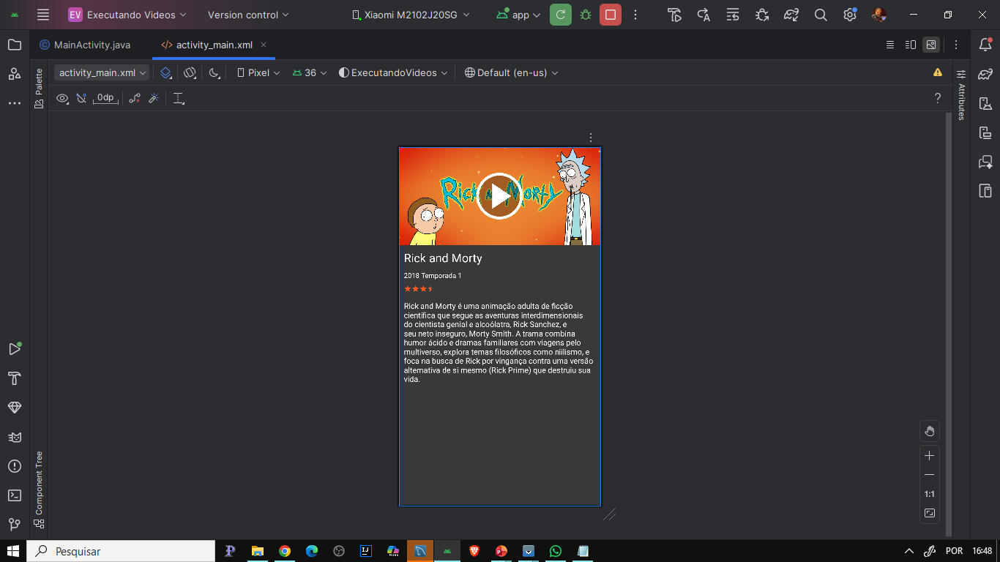 EV Executando Videos Version control Xiaomi M2102J20SG app
MainActivity.java activity_main.xml
activity_main.xml Pixel 36 ExecutandoVideos Default (en-us)
0dp ?
Palette
Component Tree
Attributes
Rick and Morty
Rick and Morty
2018 Temporada 1
Rick and Morty é uma animação adulta de ficção
científica que segue as aventuras interdimensionais
do cientista genial e alcoólatra, Rick Sanchez, e
seu neto inseguro, Morty Smith. A trama combina
humor ácido e dramas familiares com viagens pelo
multiverso, explora temas filosóficos como niilismo, e
foca na busca de Rick por vingança contra uma versão
alternativa de si mesmo (Rick Prime) que destruiu sua
vida.
1:1
Pesquisar
POR 16:48